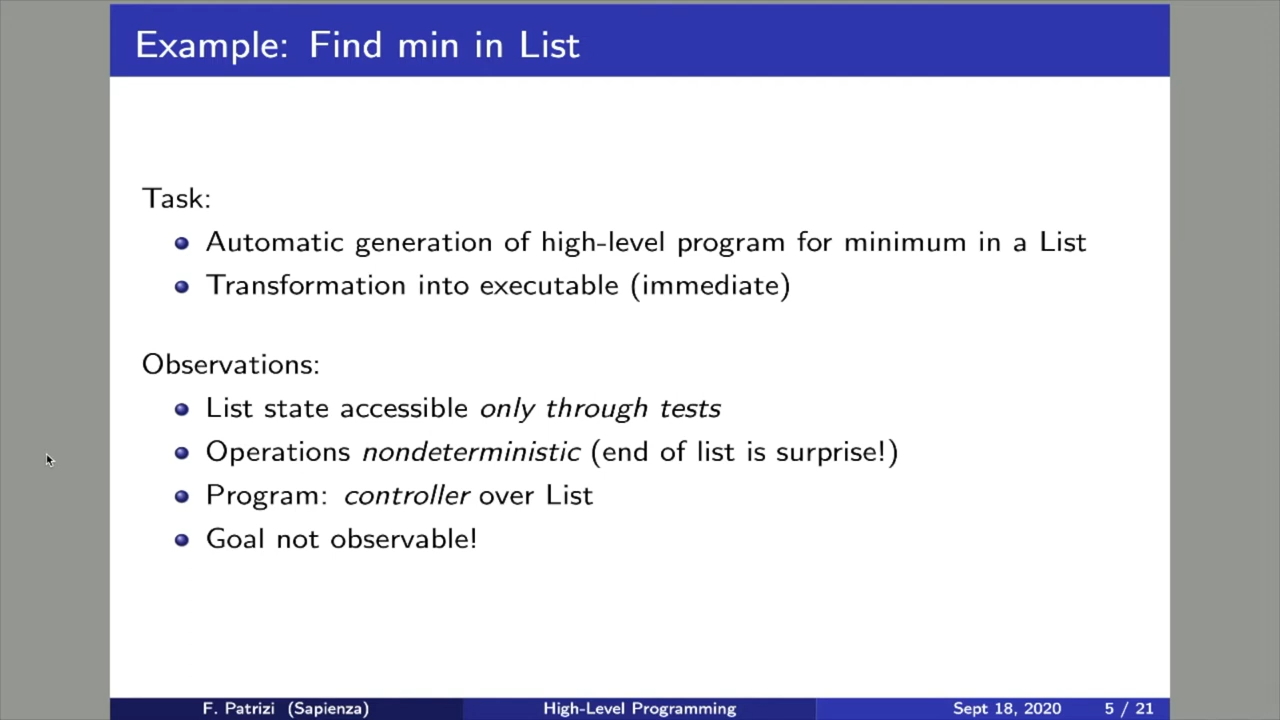 Example: Find min in List
Task:
Automatic generation of high-level program for minimum in a List
Transformation into executable (immediate)
Observations:
List state accessible only through tests
Operations nondeterministic (end of list is surprise!)
Program: controller over List
Goal not observable!
F. Patrizi (Sapienza) High-Level Programming Sept 18, 2020 5 / 21